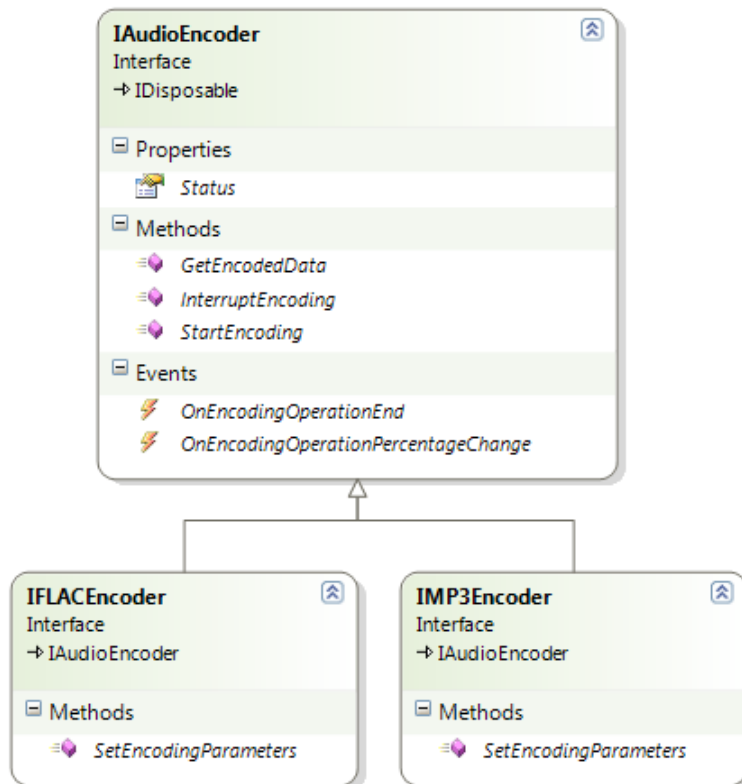 IAudioEncoder
Interface
IDisposable
Properties
Status
Methods
GetEncodedData
InterruptEncoding
StartEncoding
Events
OnEncodingOperationEnd
OnEncodingOperationPercentageChange
IFLACEncoder
Interface
IAudioEncoder
Methods
SetEncodingParameters
IMP3Encoder
Interface
IAudioEncoder
Methods
SetEncodingParameters